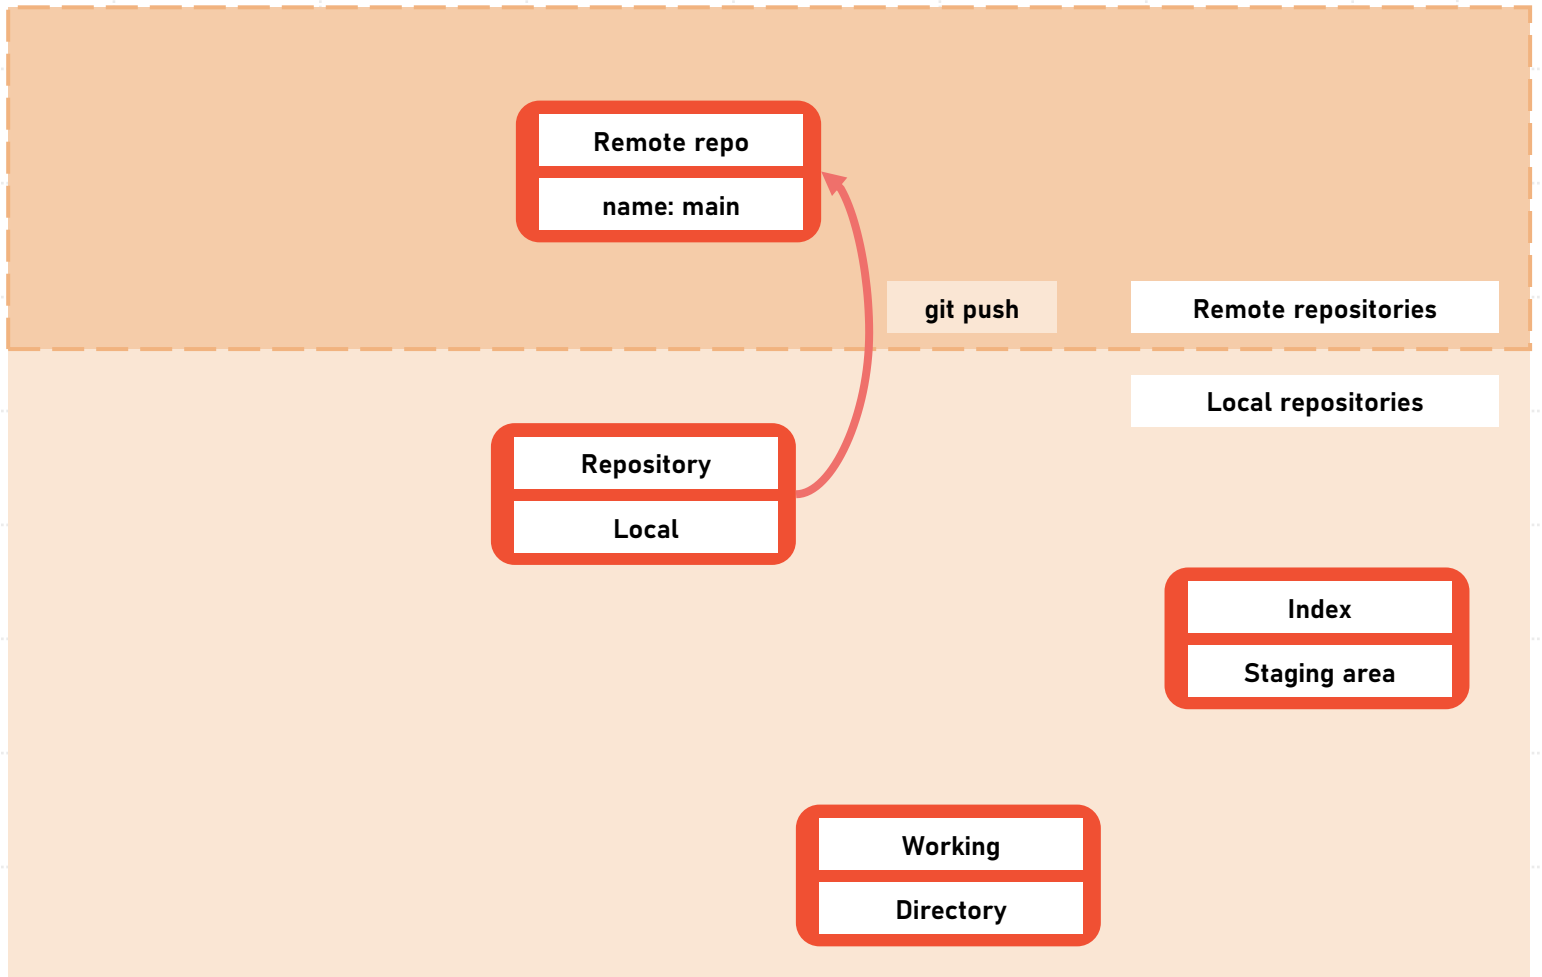 Remote repo
name: main
git push
Remote repositories
Local repositories
Repository
Local
Index
Staging area
Working
Directory